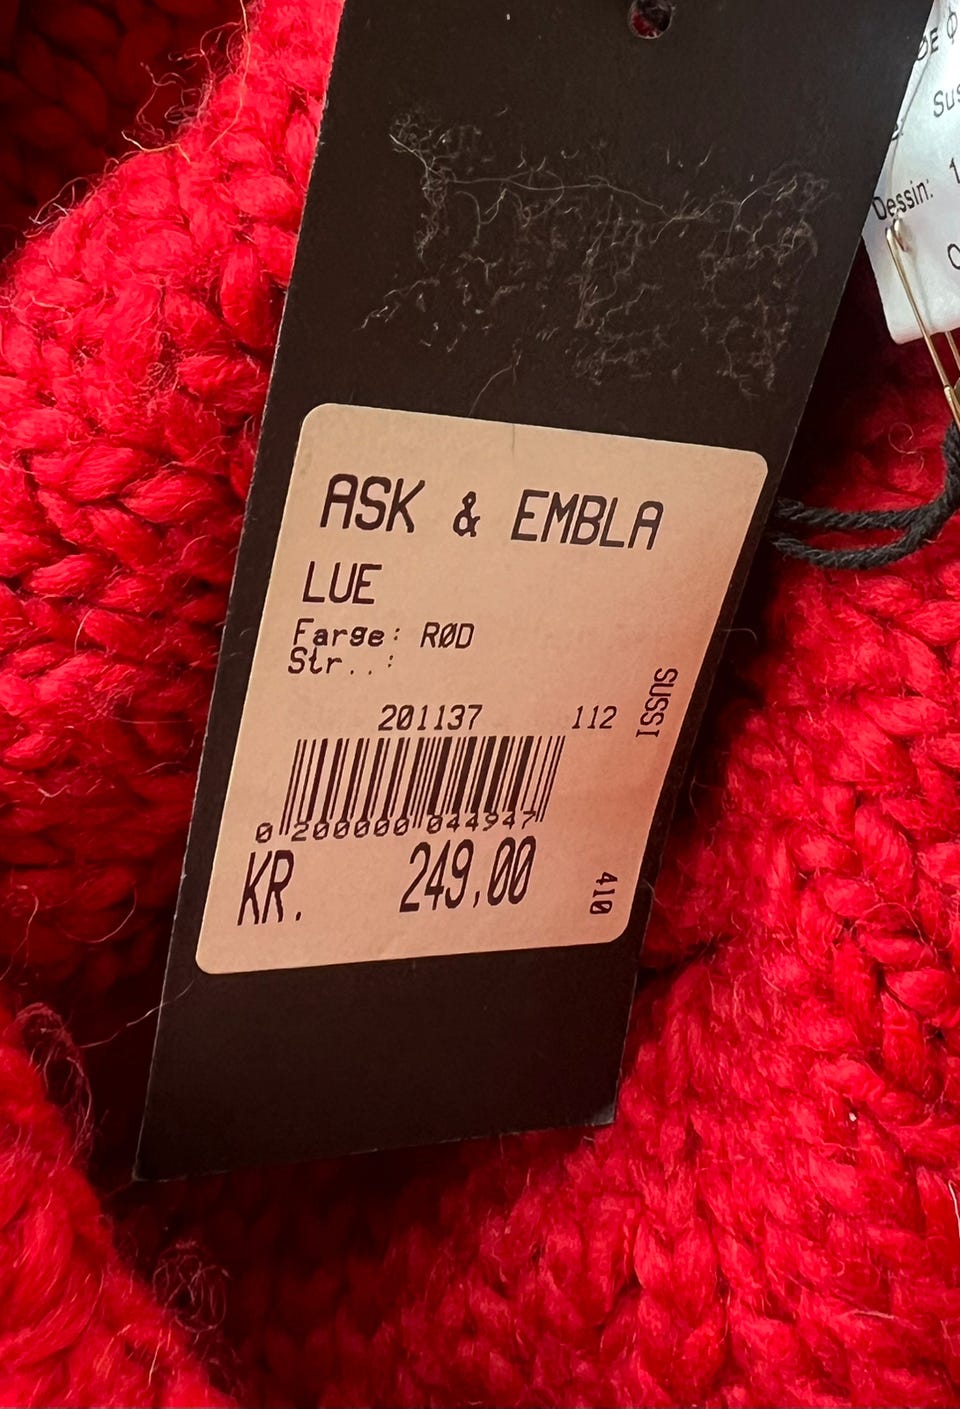 ASK & EMBLA
LUE
Farge: RØD
Str..:
SUSSI
201137 112
0 200000 044947
KR. 249.00
410
Dessin: